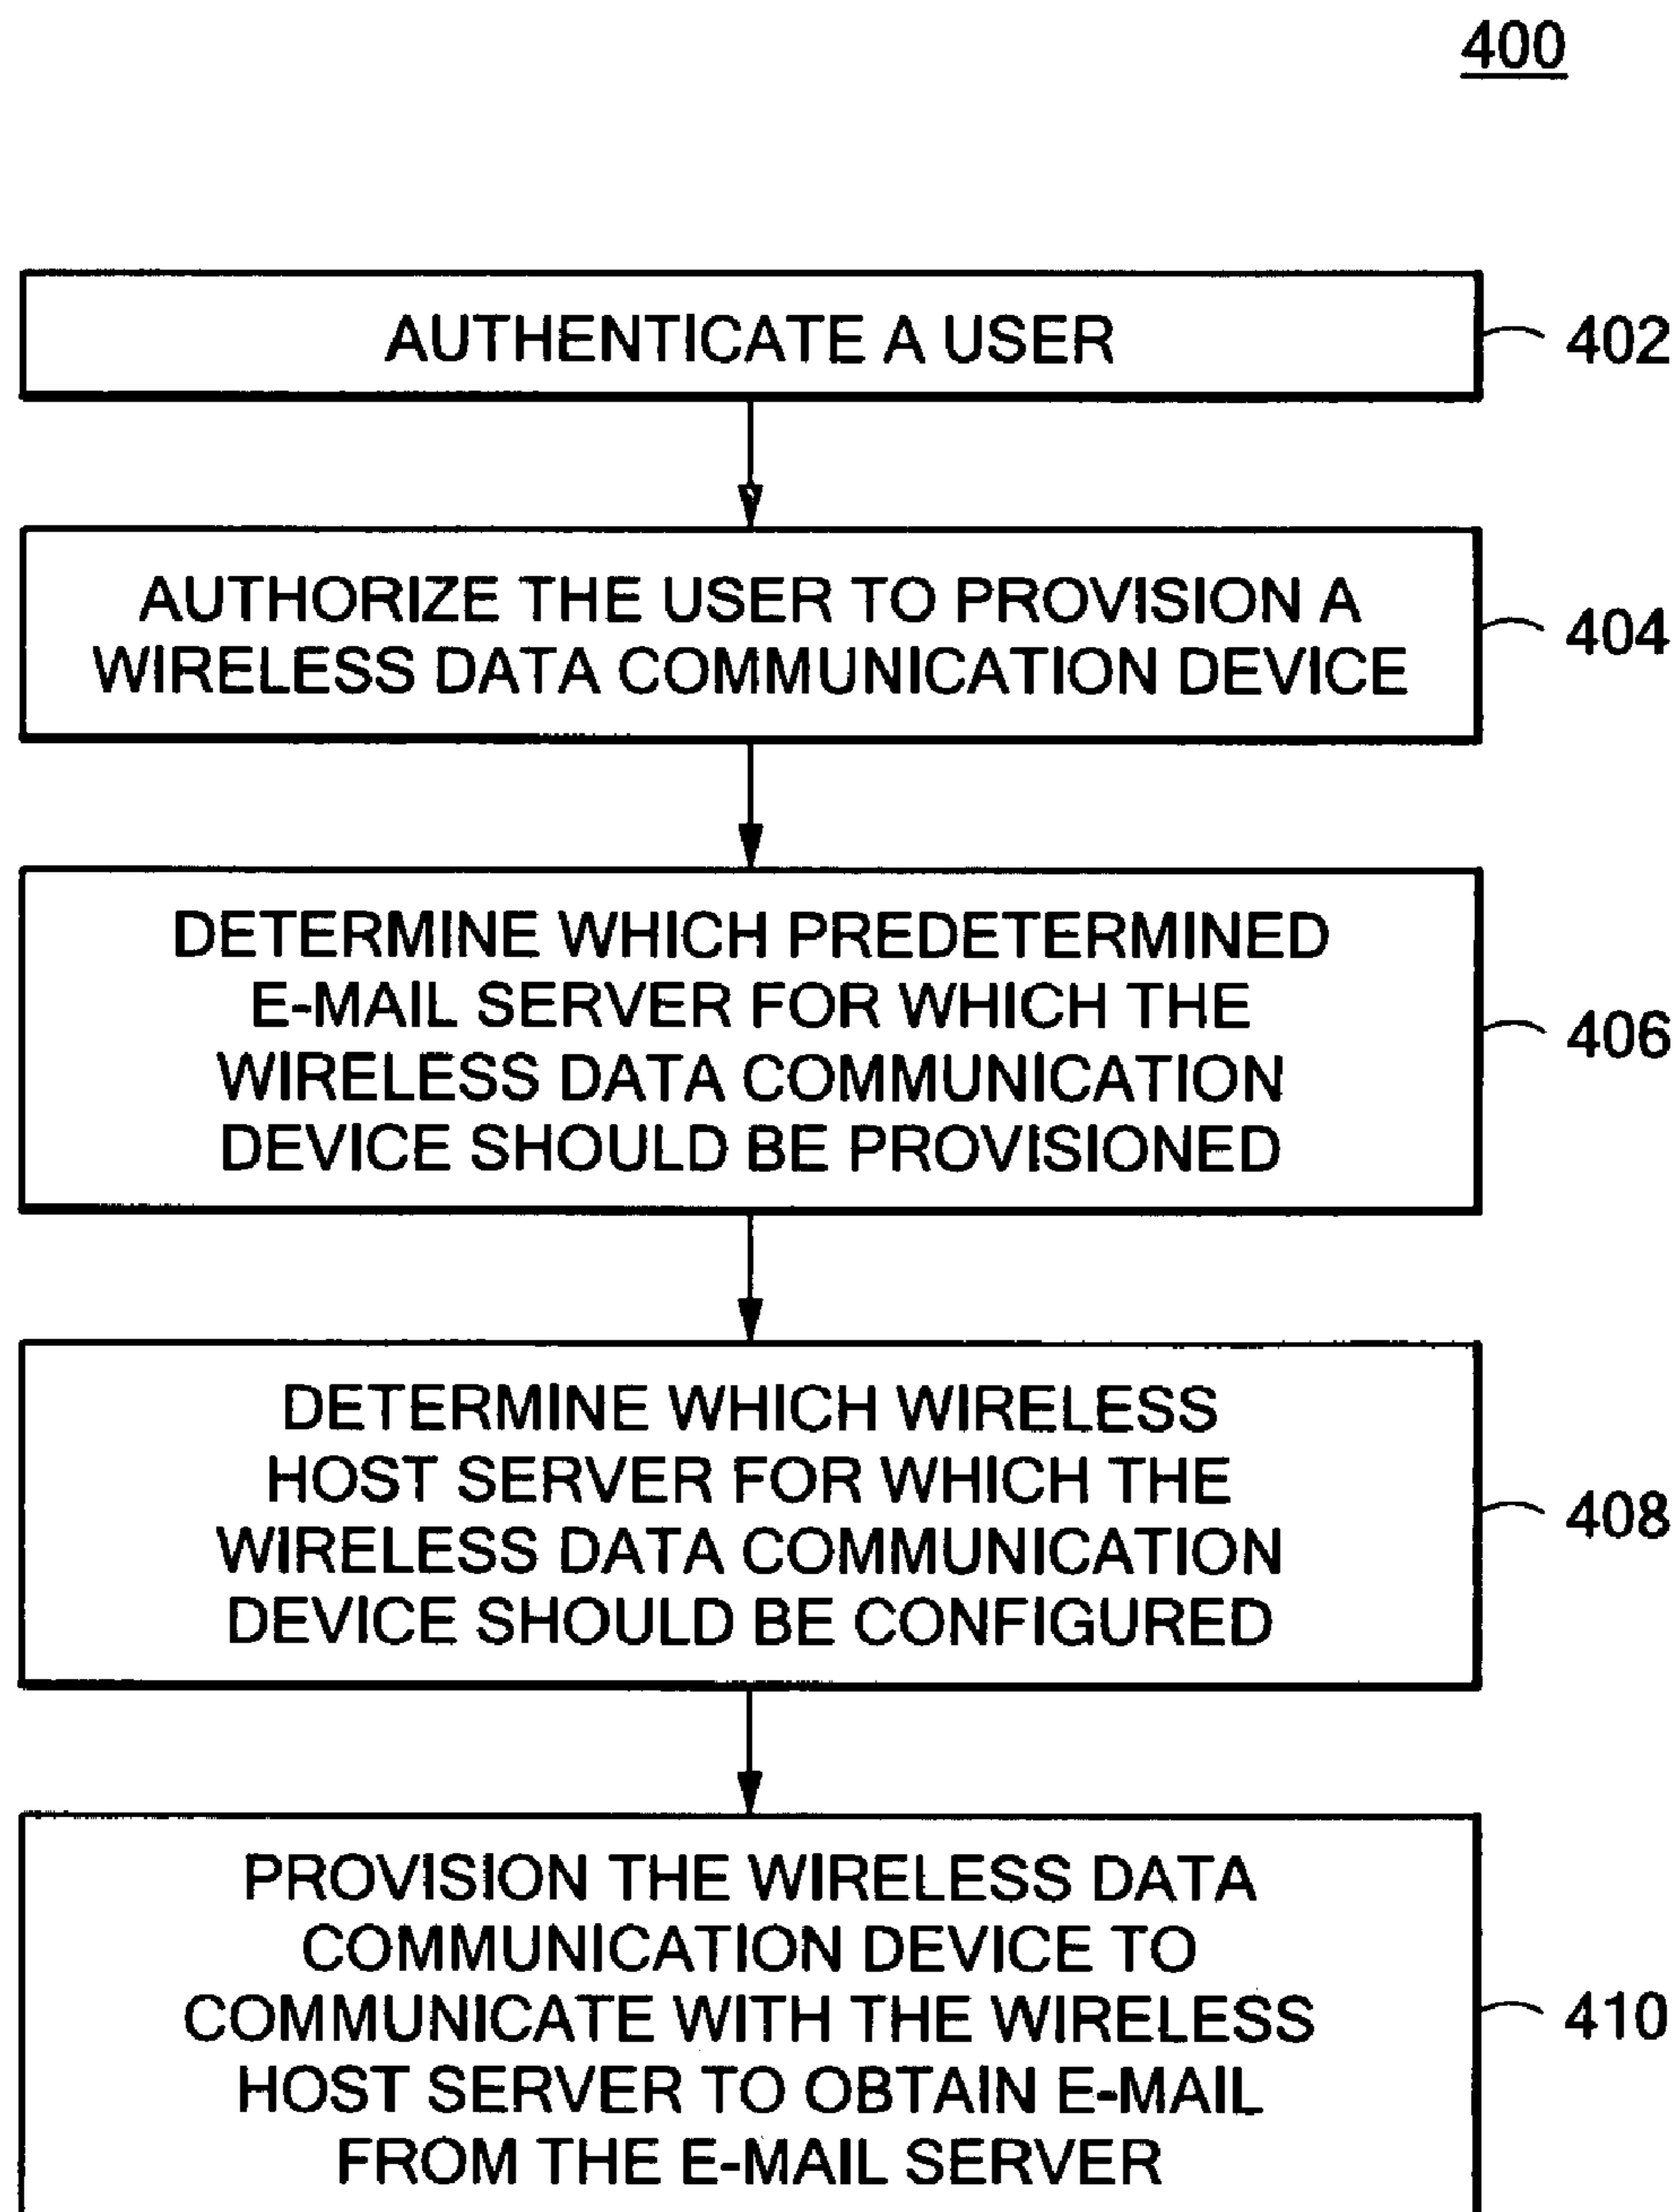 400
AUTHENTICATE A USER
402
AUTHORIZE THE USER TO PROVISION A
WIRELESS DATA COMMUNICATION DEVICE
404
DETERMINE WHICH PREDETERMINED
E-MAIL SERVER FOR WHICH THE
WIRELESS DATA COMMUNICATION
DEVICE SHOULD BE PROVISIONED
406
DETERMINE WHICH WIRELESS
HOST SERVER FOR WHICH THE
WIRELESS DATA COMMUNICATION
DEVICE SHOULD BE CONFIGURED
408
PROVISION THE WIRELESS DATA
COMMUNICATION DEVICE TO
COMMUNICATE WITH THE WIRELESS
HOST SERVER TO OBTAIN E-MAIL
FROM THE E-MAIL SERVER
410